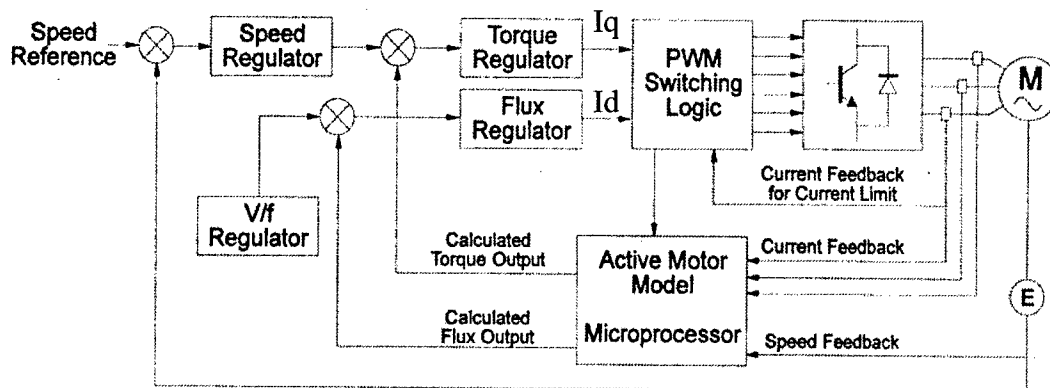 Speed
Reference
Speed
Regulator
Torque
Regulator
Iq
PWM
Switching
Logic
M
Flux
Regulator
Id
V/f
Regulator
Current Feedback
for Current Limit
Calculated
Torque Output
Active Motor
Model
Microprocessor
Current Feedback
E
Calculated
Flux Output
Speed Feedback